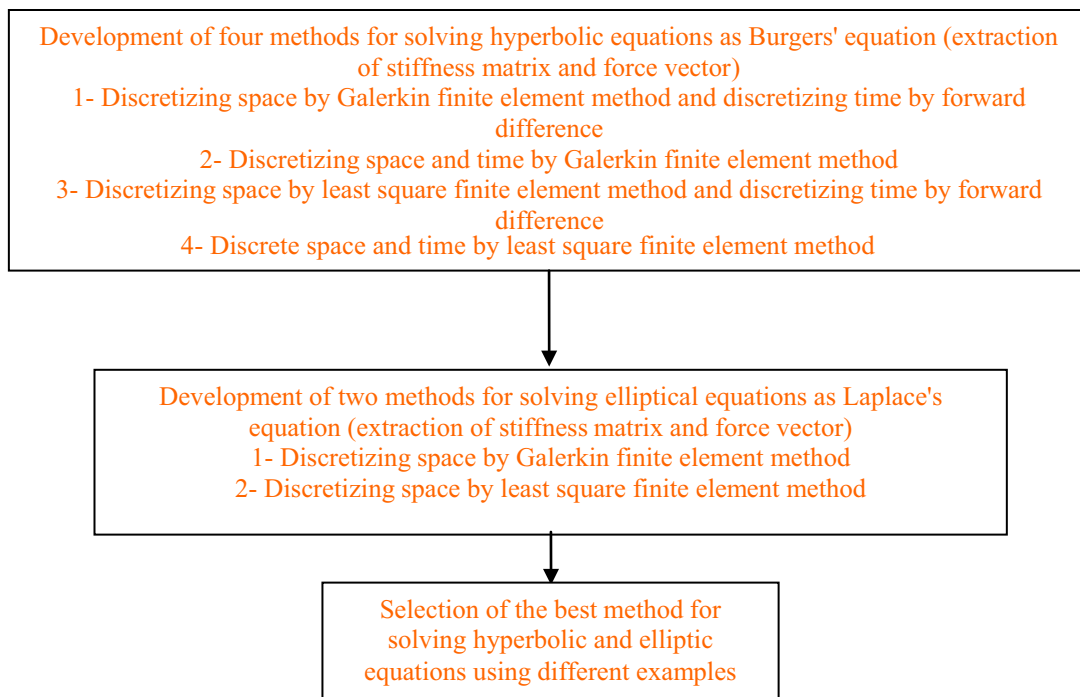 Development of four methods for solving hyperbolic equations as Burgers' equation (extraction
of stiffness matrix and force vector)
1- Discretizing space by Galerkin finite element method and discretizing time by forward
difference
2- Discretizing space and time by Galerkin finite element method
3- Discretizing space by least square finite element method and discretizing time by forward
difference
4- Discrete space and time by least square finite element method
Development of two methods for solving elliptical equations as Laplace's
equation (extraction of stiffness matrix and force vector)
1- Discretizing space by Galerkin finite element method
2- Discretizing space by least square finite element method
Selection of the best method for
solving hyperbolic and elliptic
equations using different examples